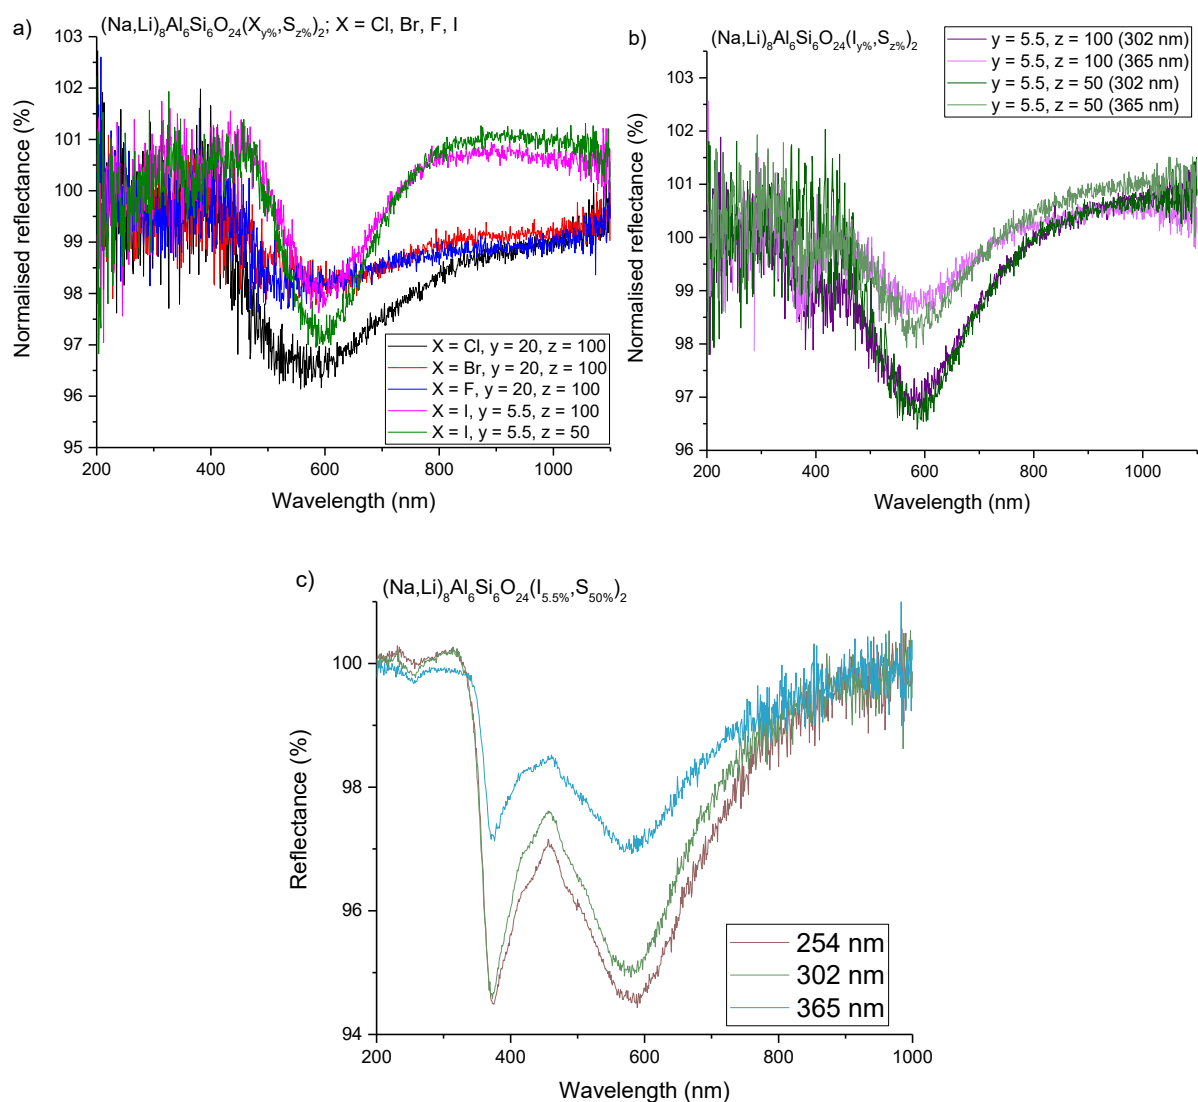 a)
(Na,Li)₈Al₆Si₆O₂₄(X_y%,S_z%)₂; X = Cl, Br, F, I
103
102
101
100
99
98
97
96
95
Normalised reflectance (%)
200
400
600
800
1000
Wavelength (nm)
X = Cl, y = 20, z = 100
X = Br, y = 20, z = 100
X = F, y = 20, z = 100
X = I, y = 5.5, z = 100
X = I, y = 5.5, z = 50
b)
(Na,Li)₈Al₆Si₆O₂₄(I_y%,S_z%)₂
y = 5.5, z = 100 (302 nm)
y = 5.5, z = 100 (365 nm)
y = 5.5, z = 50 (302 nm)
y = 5.5, z = 50 (365 nm)
103
102
101
100
99
98
97
96
Normalised reflectance (%)
200
400
600
800
1000
Wavelength (nm)
c)
(Na,Li)₈Al₆Si₆O₂₄(I₅.₅%,S₅₀%)₂
100
98
96
94
Reflectance (%)
200
400
600
800
1000
Wavelength (nm)
254 nm
302 nm
365 nm